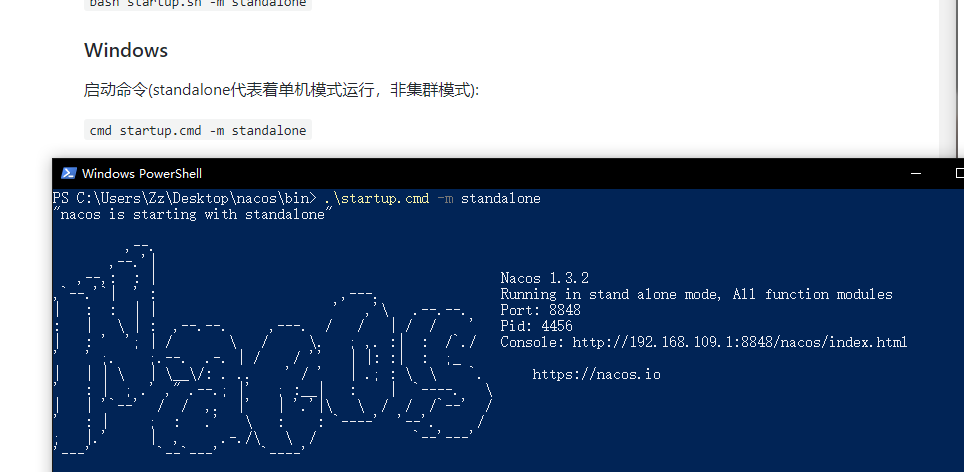 bash startup.sh -m standalone
Windows
启动命令(standalone代表着单机模式运行，非集群模式):
cmd startup.cmd -m standalone
Windows PowerShell
PS C:\Users\Zz\Desktop\nacos\bin> .\startup.cmd -m standalone
"nacos is starting with standalone"
Nacos 1.3.2
Running in stand alone mode, All function modules
Port: 8848
Pid: 4456
Console: http://192.168.109.1:8848/nacos/index.html
https://nacos.io